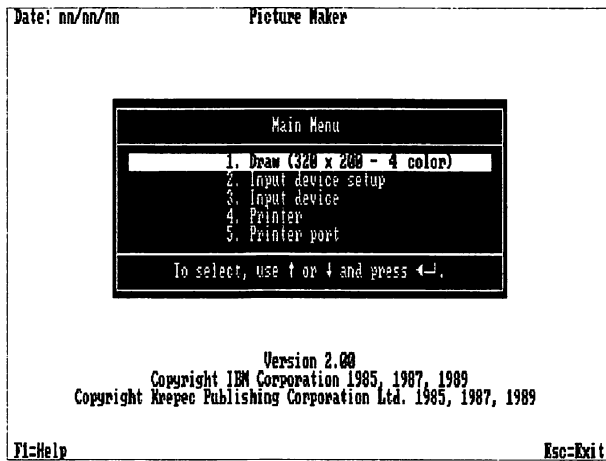 Date: nn/nn/nn Picture Maker
Main Menu
1. Draw (320 x 200 - 4 color)
2. Input device setup
3. Input device
4. Printer
5. Printer port
To select, use ↑ or ↓ and press ←┘.
Version 2.00
Copyright IBM Corporation 1985, 1987, 1989
Copyright Krepec Publishing Corporation Ltd. 1985, 1987, 1989
F1=Help Esc=Exit